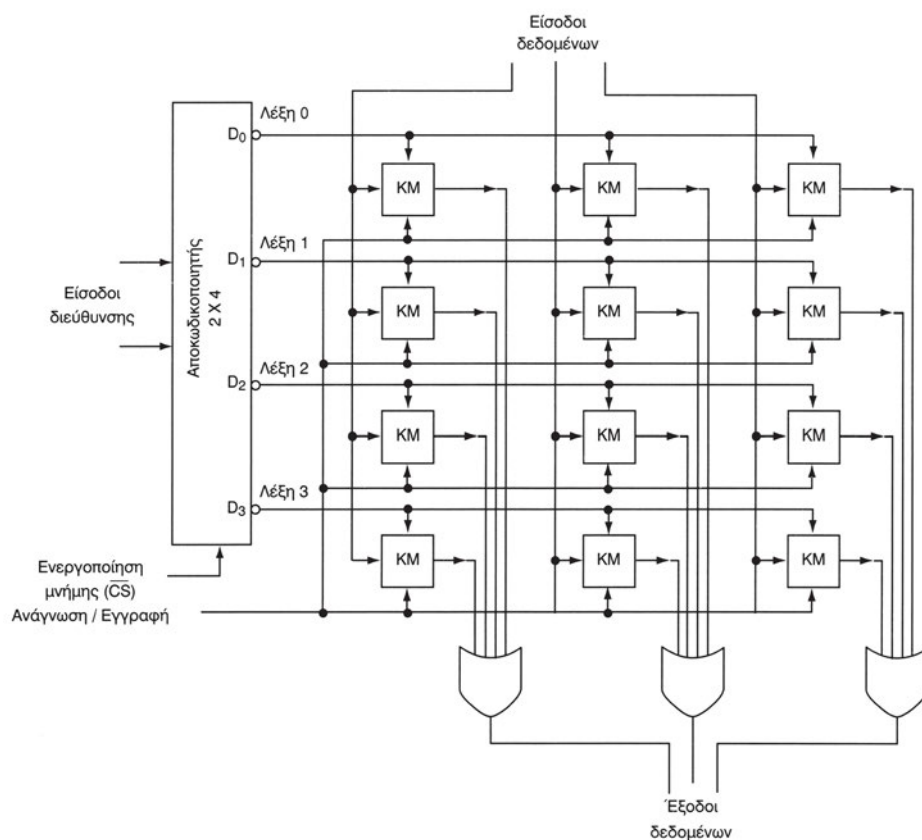 Είσοδοι
δεδομένων
Λέξη 0
D0
KM KM KM
Λέξη 1
D1
KM KM KM
Είσοδοι
διεύθυνσης
Αποκωδικοποιητής
2 X 4
Λέξη 2
D2
KM KM KM
Λέξη 3
D3
KM KM KM
Ενεργοποίηση
μνήμης (C̅S̅)
Ανάγνωση / Εγγραφή
Έξοδοι
δεδομένων